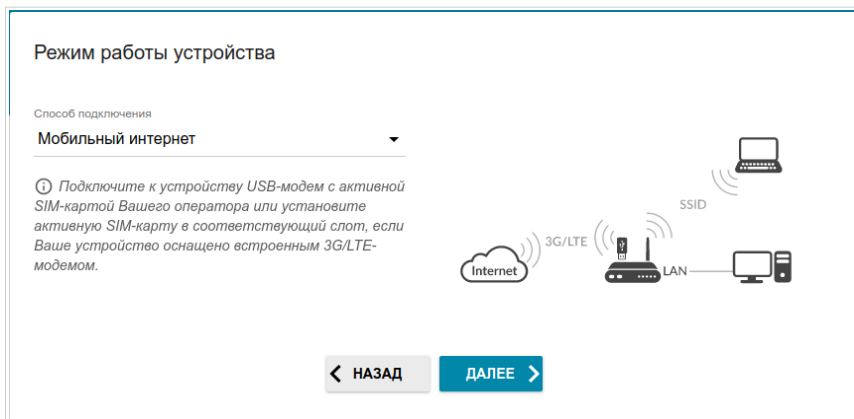 Режим работы устройства
Способ подключения
Мобильный интернет
Подключите к устройству USB-модем с активной
SIM-картой Вашего оператора или установите
активную SIM-карту в соответствующий слот, если
Ваше устройство оснащено встроенным 3G/LTE-
модемом.
SSID
3G/LTE
Internet
LAN
НАЗАД
ДАЛЕЕ